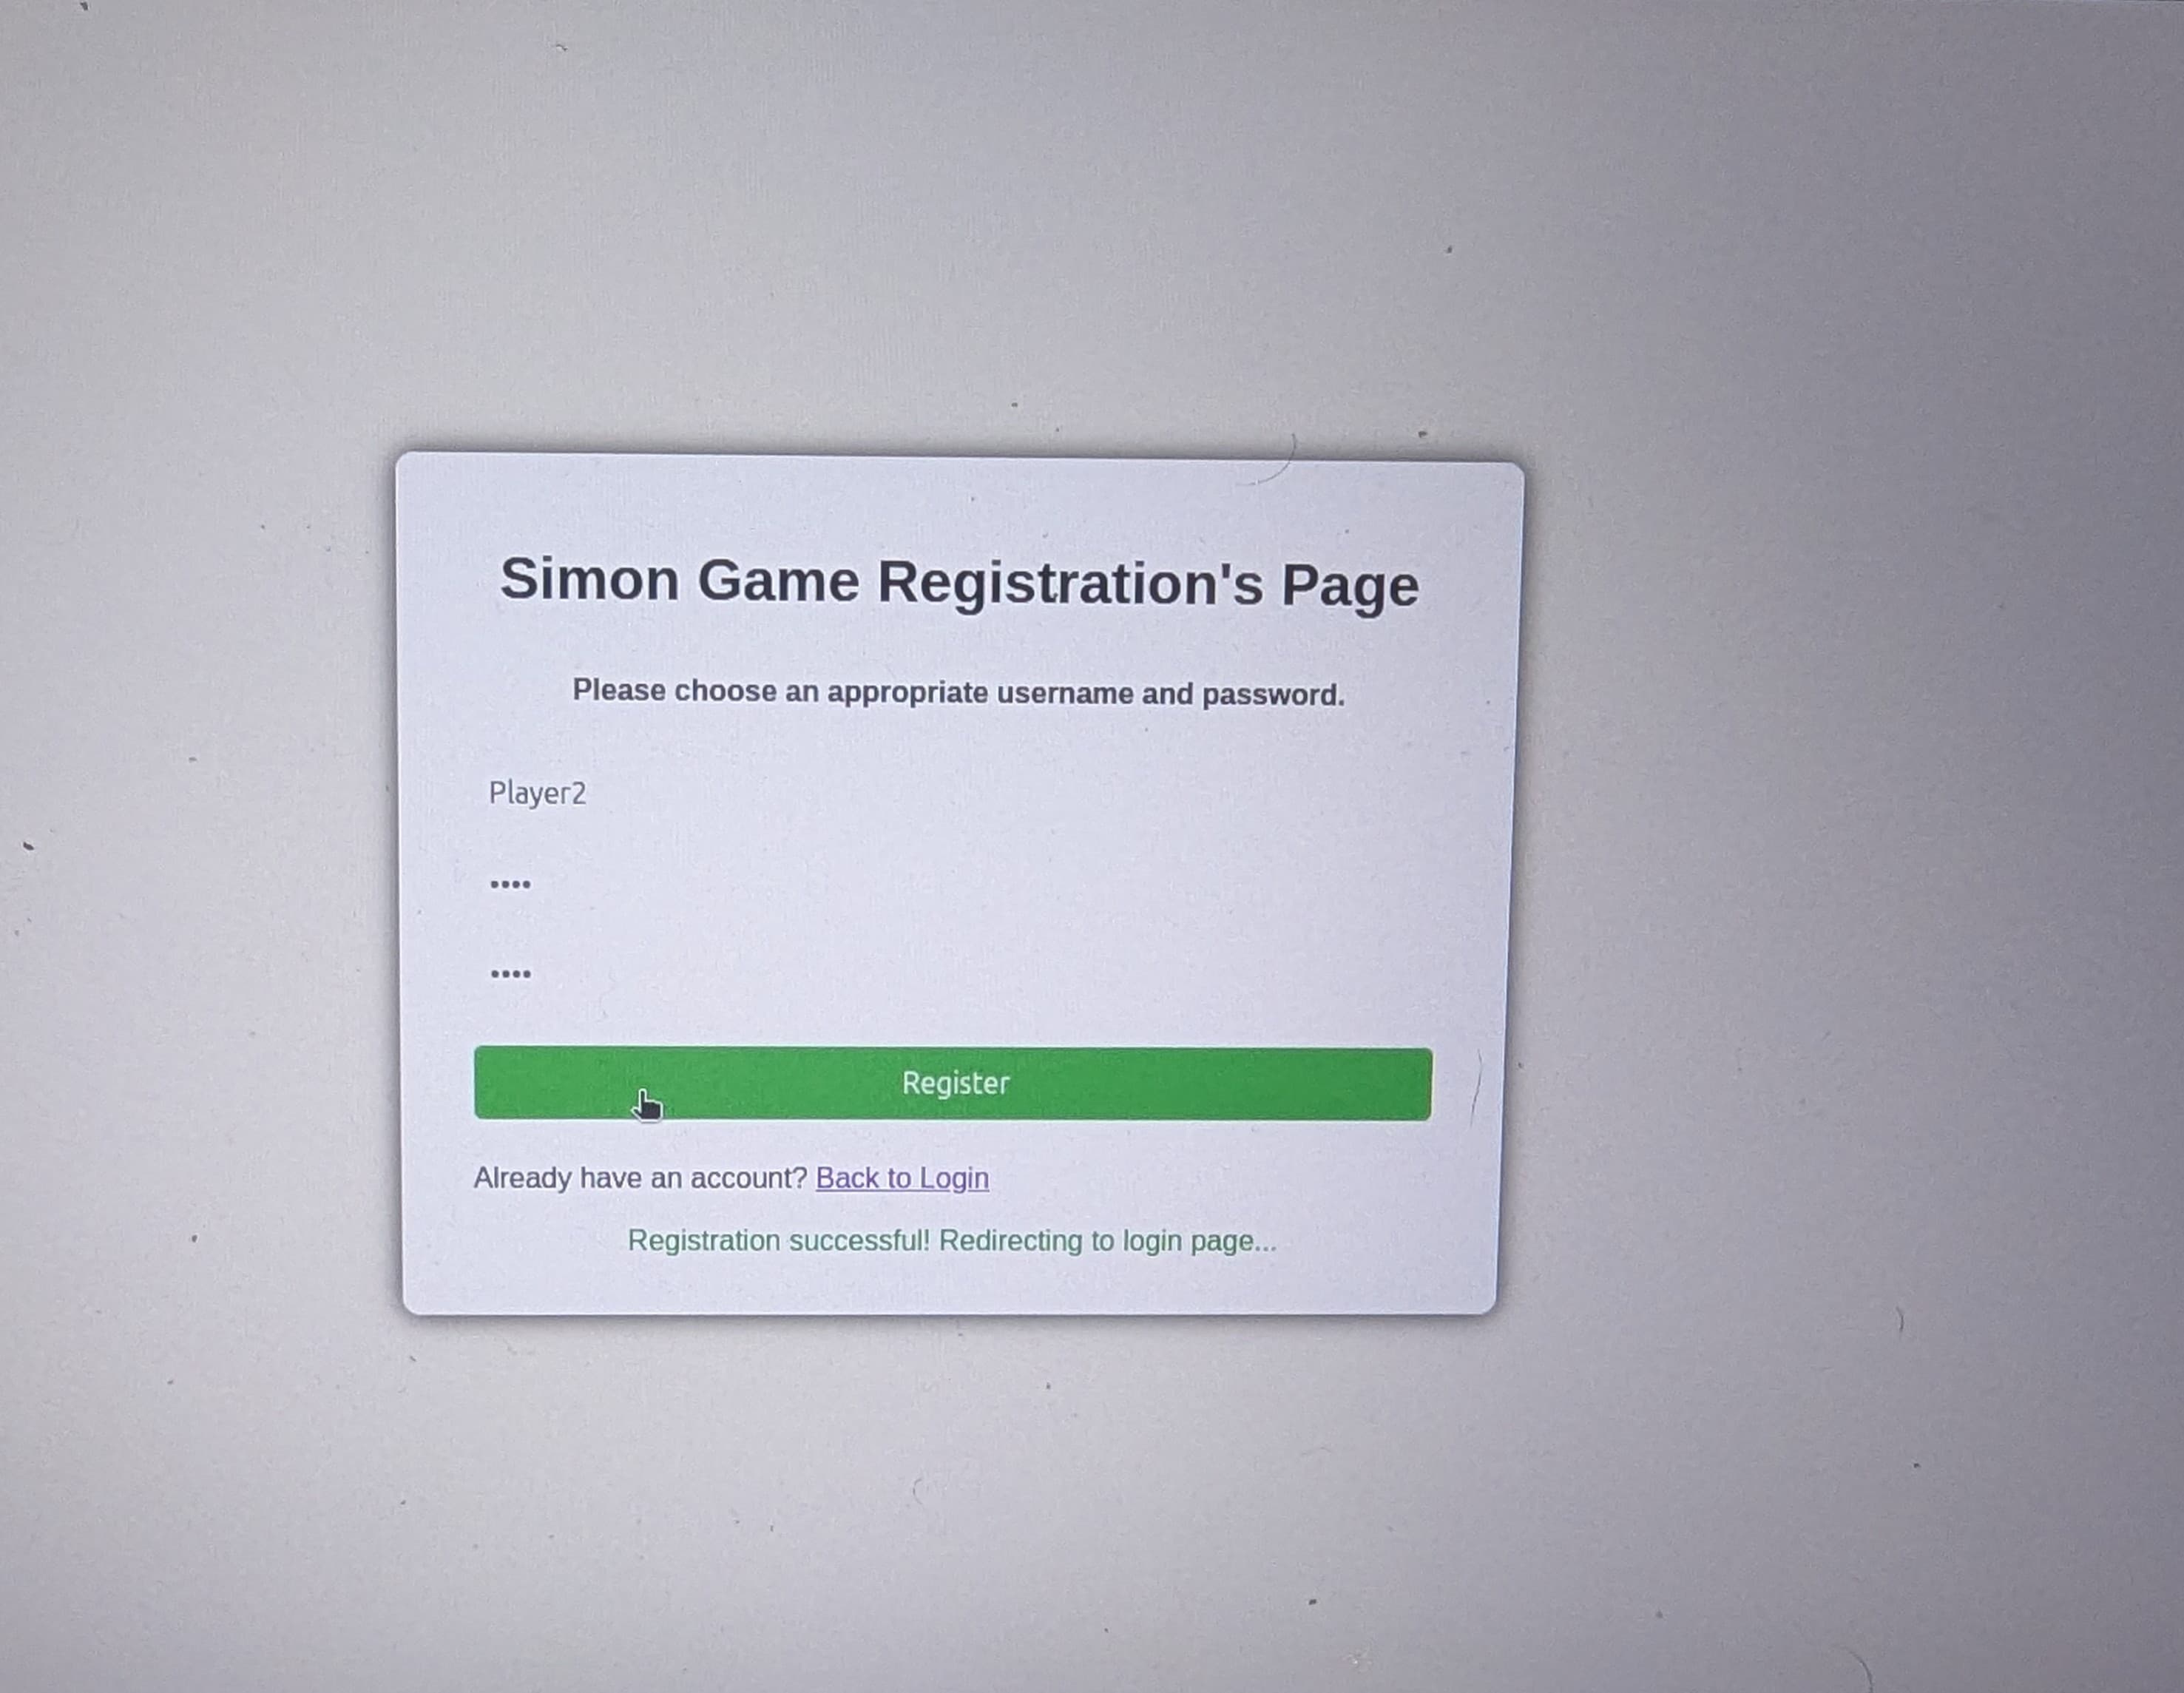 Simon Game Registration's Page
Please choose an appropriate username and password.
Player2
••••
••••
Register
Already have an account? Back to Login
Registration successful! Redirecting to login page...